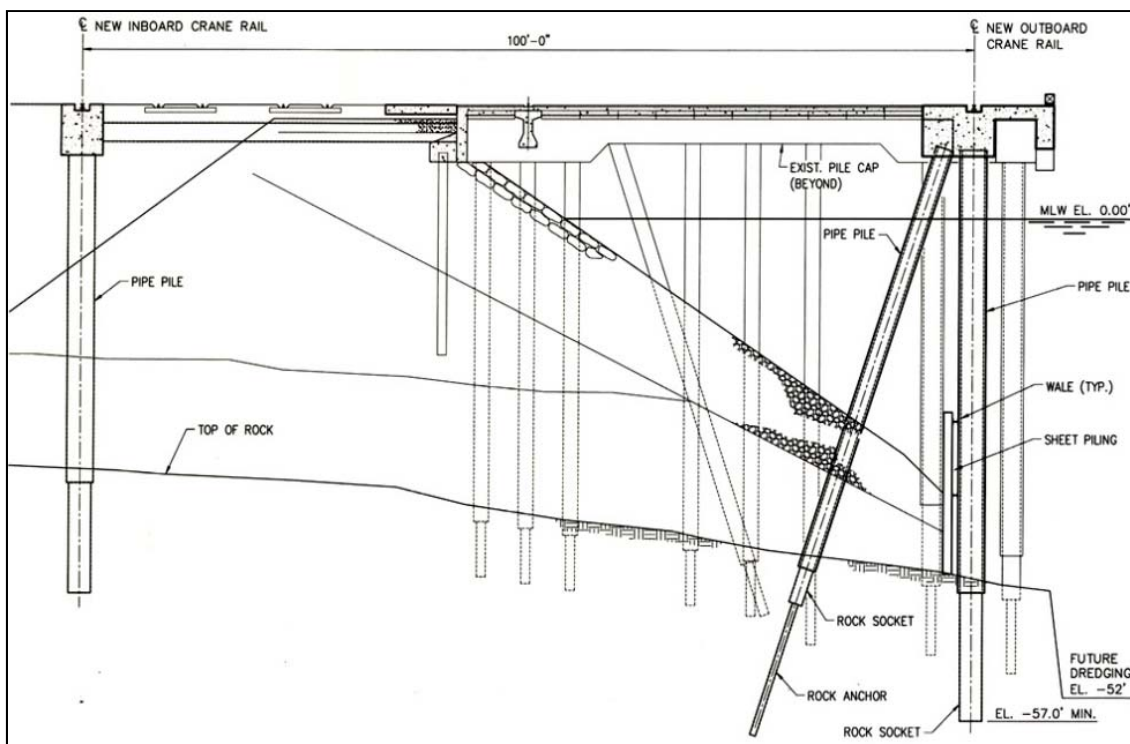 ℄ NEW INBOARD CRANE RAIL
100'-0"
℄ NEW OUTBOARD
CRANE RAIL
EXIST. PILE CAP
(BEYOND)
MLW EL. 0.00'
PIPE PILE
PIPE PILE
PIPE PILE
WALE (TYP.)
SHEET PILING
TOP OF ROCK
ROCK SOCKET
FUTURE
DREDGING
EL. -52'
ROCK ANCHOR
EL. -57.0' MIN.
ROCK SOCKET